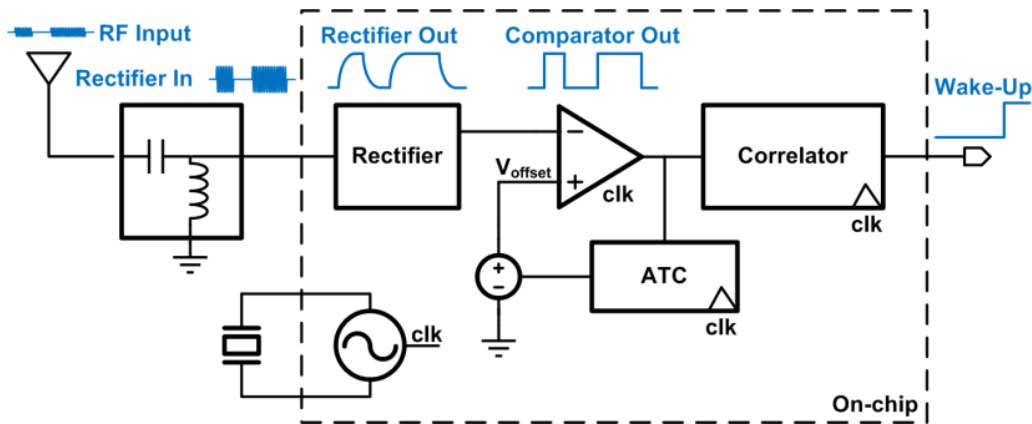 RF Input
Rectifier In
Rectifier Out
Comparator Out
Wake-Up
Rectifier
−
+
Voffset
clk
Correlator
clk
+
−
ATC
clk
clk
On-chip